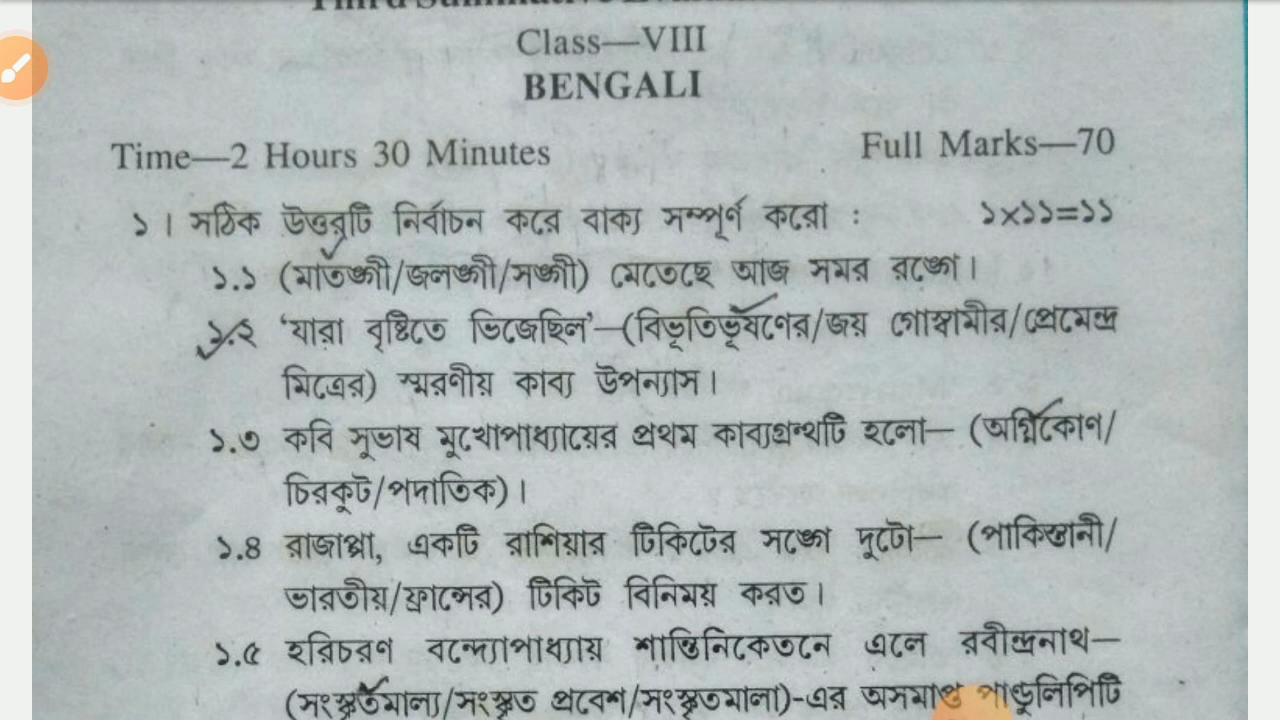 Third Summative
Class—VIII
BENGALI
Time—2 Hours 30 Minutes Full Marks—70
১। সঠিক উত্তরটি নির্বাচন করে বাক্য সম্পূর্ণ করো : ১×১১=১১
১.১ (মাতঙ্গী/জলঙ্গী/সঙ্গী) মেতেছে আজ সমর রঙ্গে।
১.২ ‘যারা বৃষ্টিতে ভিজেছিল’—(বিভূতিভূষণের/জয় গোস্বামীর/প্রেমেন্দ্র
মিত্রের) স্মরণীয় কাব্য উপন্যাস।
১.৩ কবি সুভাষ মুখোপাধ্যায়ের প্রথম কাব্যগ্রন্থটি হলো— (অগ্নিকোণ/
চিরকুট/পদাতিক)।
১.৪ রাজাপ্পা, একটি রাশিয়ার টিকিটের সঙ্গে দুটো— (পাকিস্তানী/
ভারতীয়/ফ্রান্সের) টিকিট বিনিময় করত।
১.৫ হরিচরণ বন্দ্যোপাধ্যায় শান্তিনিকেতনে এলে রবীন্দ্রনাথ—
(সংস্কৃতমাল্য/সংস্কৃত প্রবেশ/সংস্কৃতমালা)-এর অসমাপ্ত পাণ্ডুলিপিটি